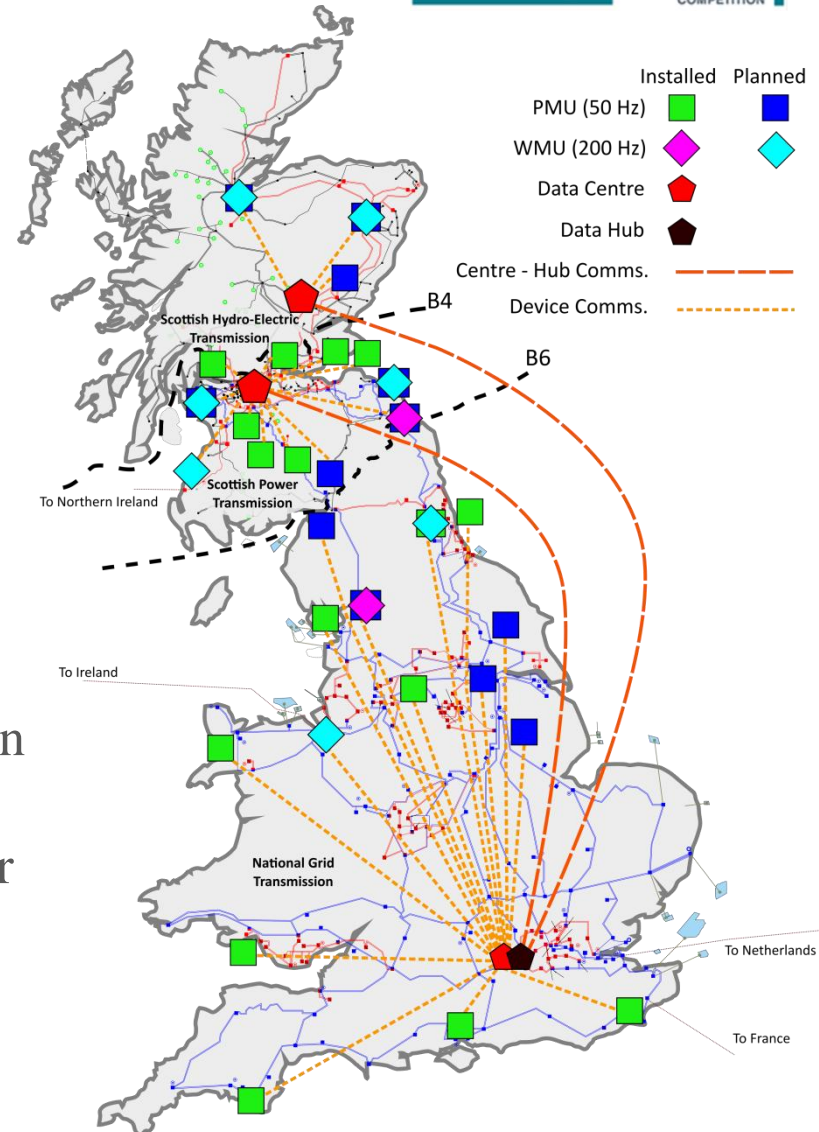 COMPETITION
Installed Planned
PMU (50 Hz)
WMU (200 Hz)
Data Centre
Data Hub
Centre - Hub Comms.
Device Comms.
B4
Scottish Hydro-Electric
Transmission
B6
To Northern Ireland
Scottish Power
Transmission
To Ireland
n
r
National Grid
Transmission
To Netherlands
To France